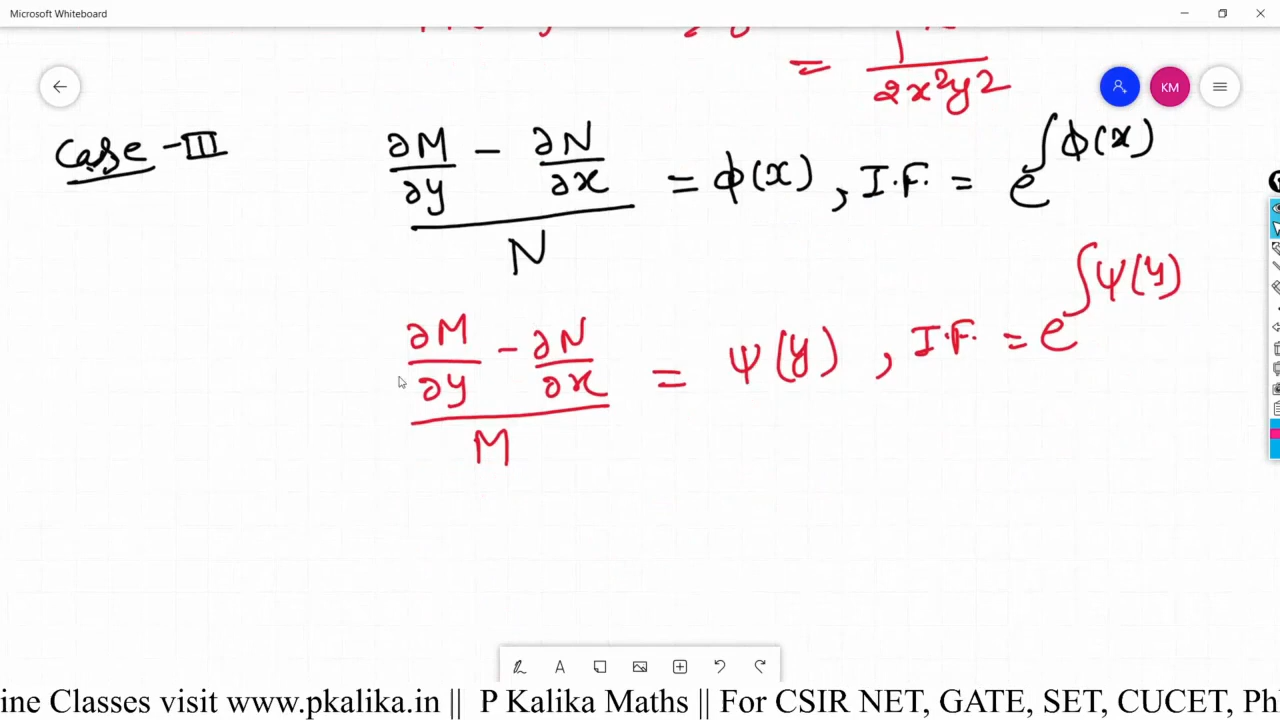 Microsoft Whiteboard
= 1/(2x²y²)
KM
Case-III (∂M/∂y - ∂N/∂x)/N = ϕ(x), I.F. = e^∫ϕ(x)
(∂M/∂y - ∂N/∂x)/M = ψ(y), I.F. = e^∫ψ(y)
ine Classes visit www.pkalika.in || P Kalika Maths || For CSIR NET, GATE, SET, CUCET, Ph